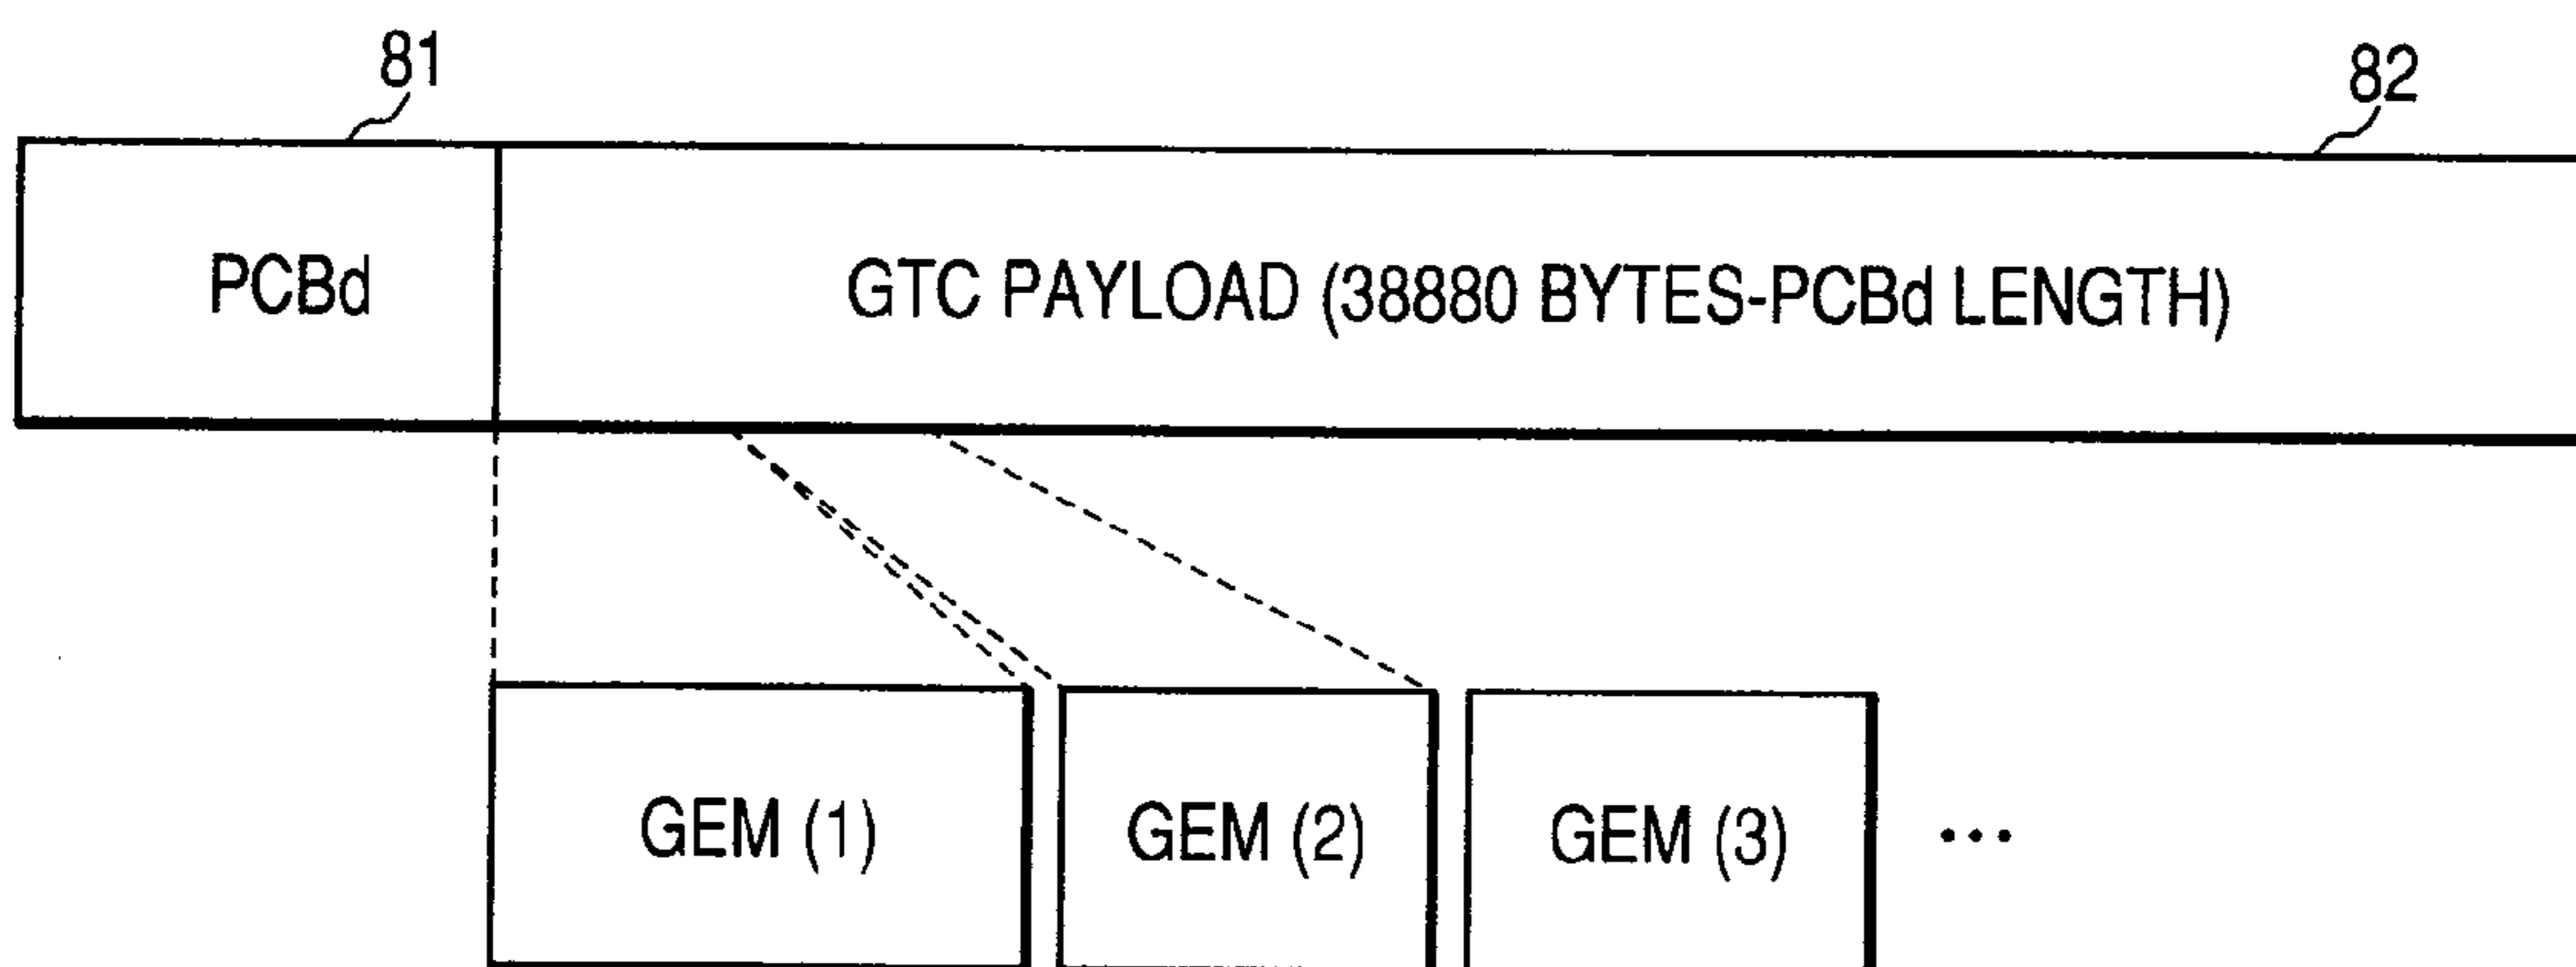 81
82
PCBd
GTC PAYLOAD (38880 BYTES-PCBd LENGTH)
GEM (1)
GEM (2)
GEM (3)
...